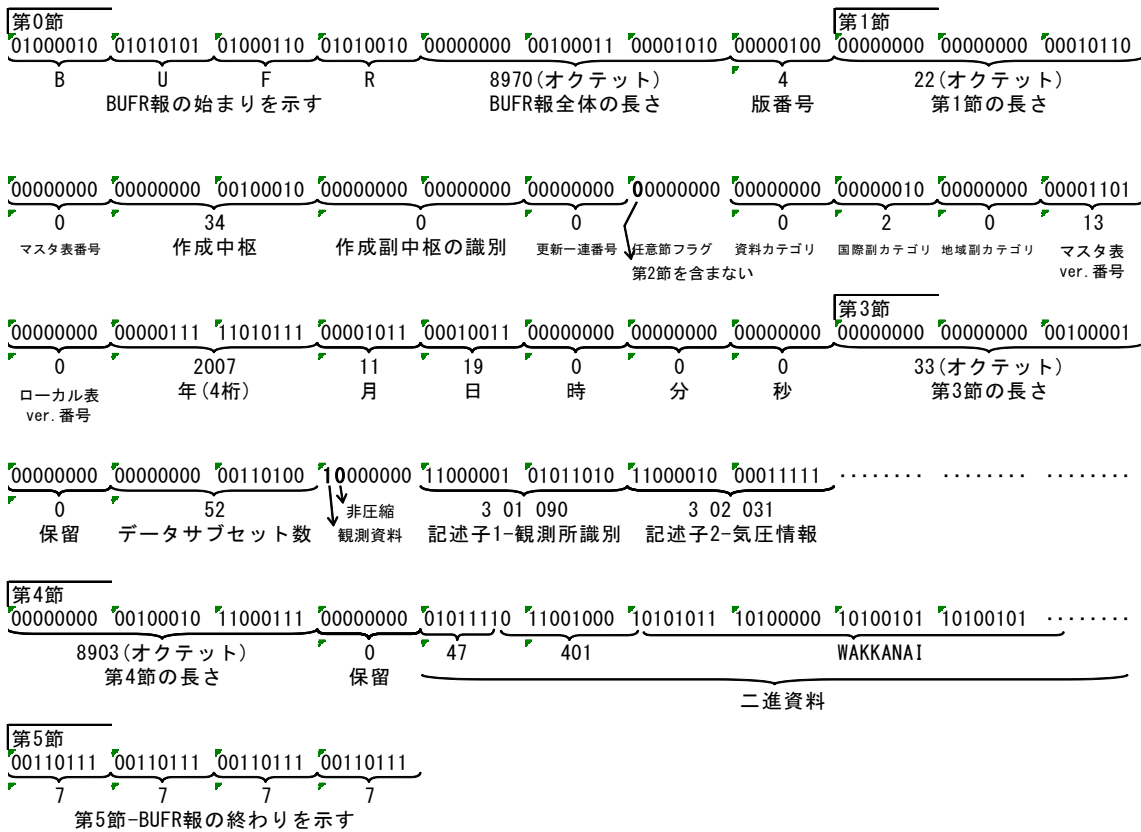 第0節 第1節
01000010 01010101 01000110 01010010 00000000 00100011 00001010 00000100 00000000 00000000 00010110
B U F R 8970(オクテット) 4 22(オクテット)
BUFR報の始まりを示す BUFR報全体の長さ 版番号 第1節の長さ
00000000 00000000 00100010 00000000 00000000 00000000 00000000 00000000 00000010 00000000 00001101
0 34 0 0 0 2 0 13
マスタ表番号 作成中枢 作成副中枢の識別 更新一連番号 任意節フラグ 資料カテゴリ 国際副カテゴリ 地域副カテゴリ マスタ表
第2節を含まない ver.番号
第3節
00000000 00000111 11010111 00001011 00010011 00000000 00000000 00000000 00000000 00000000 00100001
0 2007 11 19 0 0 0 33(オクテット)
ローカル表 年(4桁) 月 日 時 分 秒 第3節の長さ
ver.番号
00000000 00000000 00110100 10000000 11000001 01011010 11000010 00011111 ········ ········ ········
0 52 非圧縮 3 01 090 3 02 031
保留 データサブセット数 観測資料 記述子1-観測所識別 記述子2-気圧情報
第4節
00000000 00100010 11000111 00000000 01011110 11001000 10101011 10100000 10100101 10100101 ········
8903(オクテット) 0 47 401 WAKKANAI
第4節の長さ 保留
二進資料
第5節
00110111 00110111 00110111 00110111
7 7 7 7
第5節-BUFR報の終わりを示す